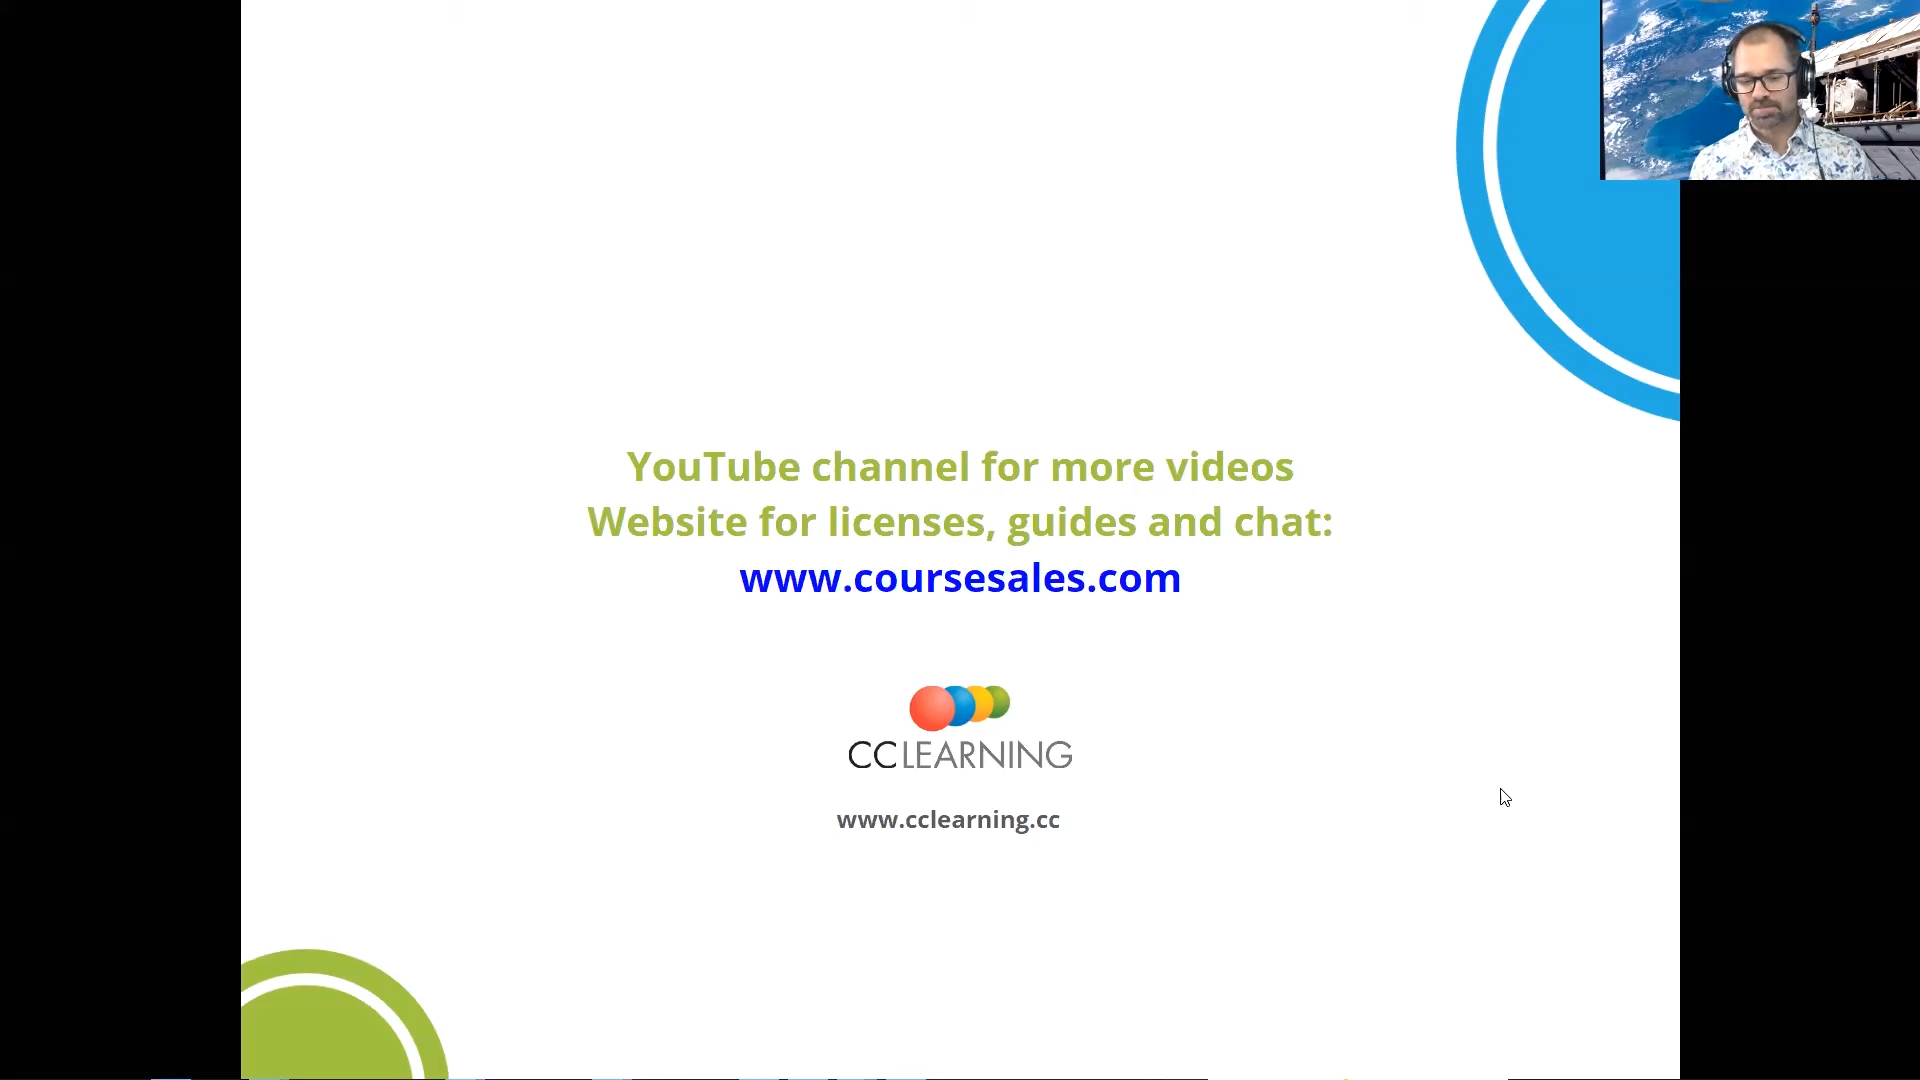 YouTube channel for more videos
Website for licenses, guides and chat:
www.coursesales.com
CCLEARNING
www.cclearning.cc